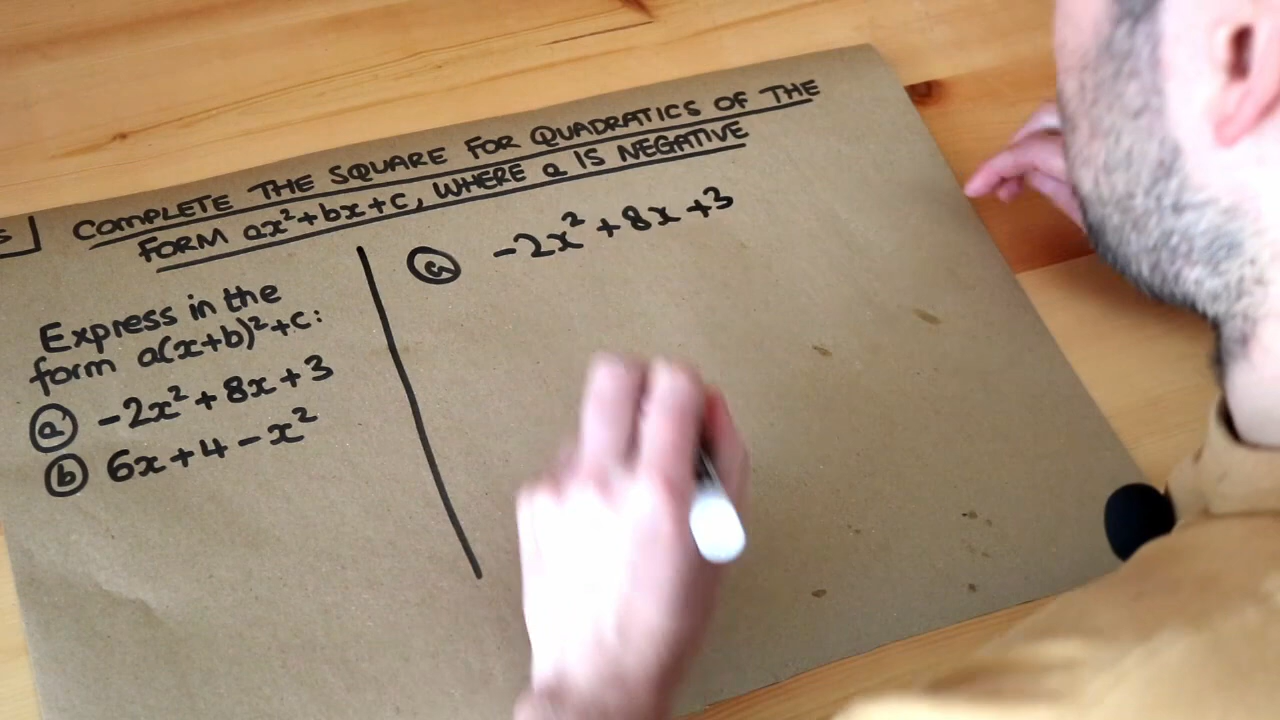 COMPLETE THE SQUARE FOR QUADRATICS OF THE
FORM ax²+bx+c, WHERE a IS NEGATIVE
Express in the
form a(x+b)²+c:
a -2x²+8x+3
b 6x+4-x²
a -2x²+8x+3